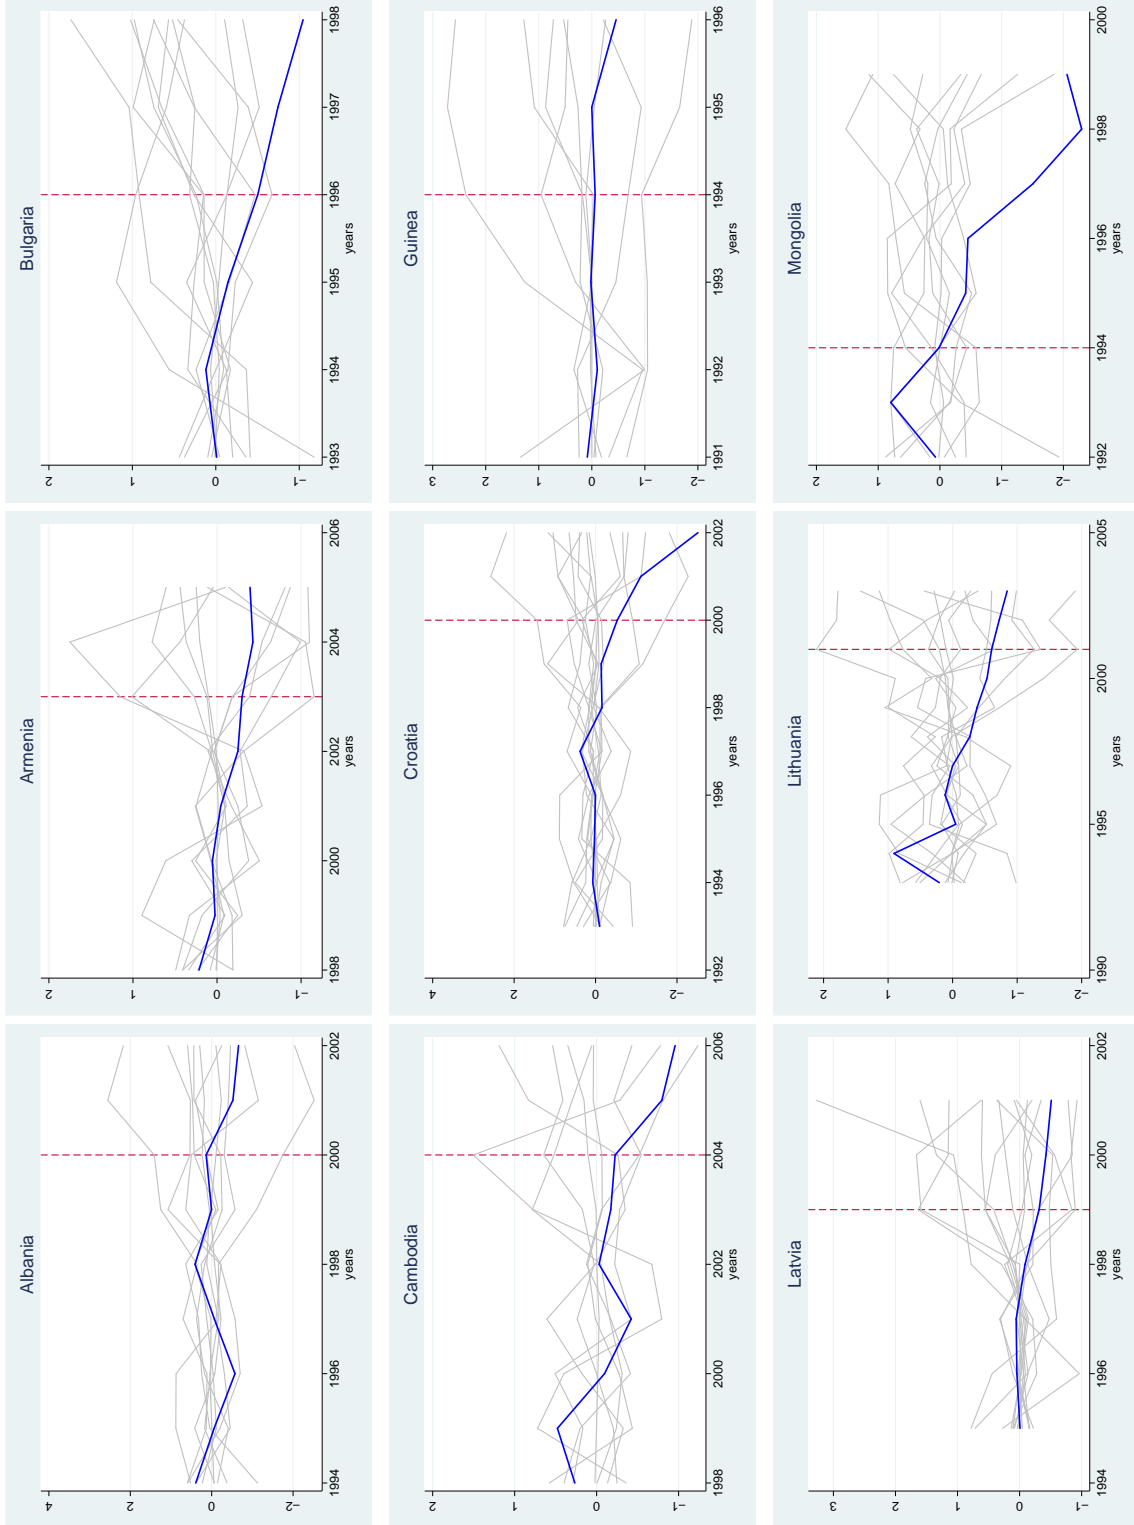 Albania
4
2
0
−2
1994 1996 1998 2000 2002
years
Armenia
2
1
0
−1
1998 2000 2002 2004 2006
years
Bulgaria
2
1
0
−1
1993 1994 1995 1996 1997 1998
years
Cambodia
2
1
0
−1
1998 2000 2002 2004 2006
years
Croatia
4
2
0
−2
1992 1994 1996 1998 2000 2002
years
Guinea
3
2
1
0
−1
−2
1991 1992 1993 1994 1995 1996
years
Latvia
3
2
1
0
−1
1994 1996 1998 2000 2002
years
Lithuania
2
1
0
−1
−2
1990 1995 2000 2005
years
Mongolia
2
1
0
−1
−2
1992 1994 1996 1998 2000
years